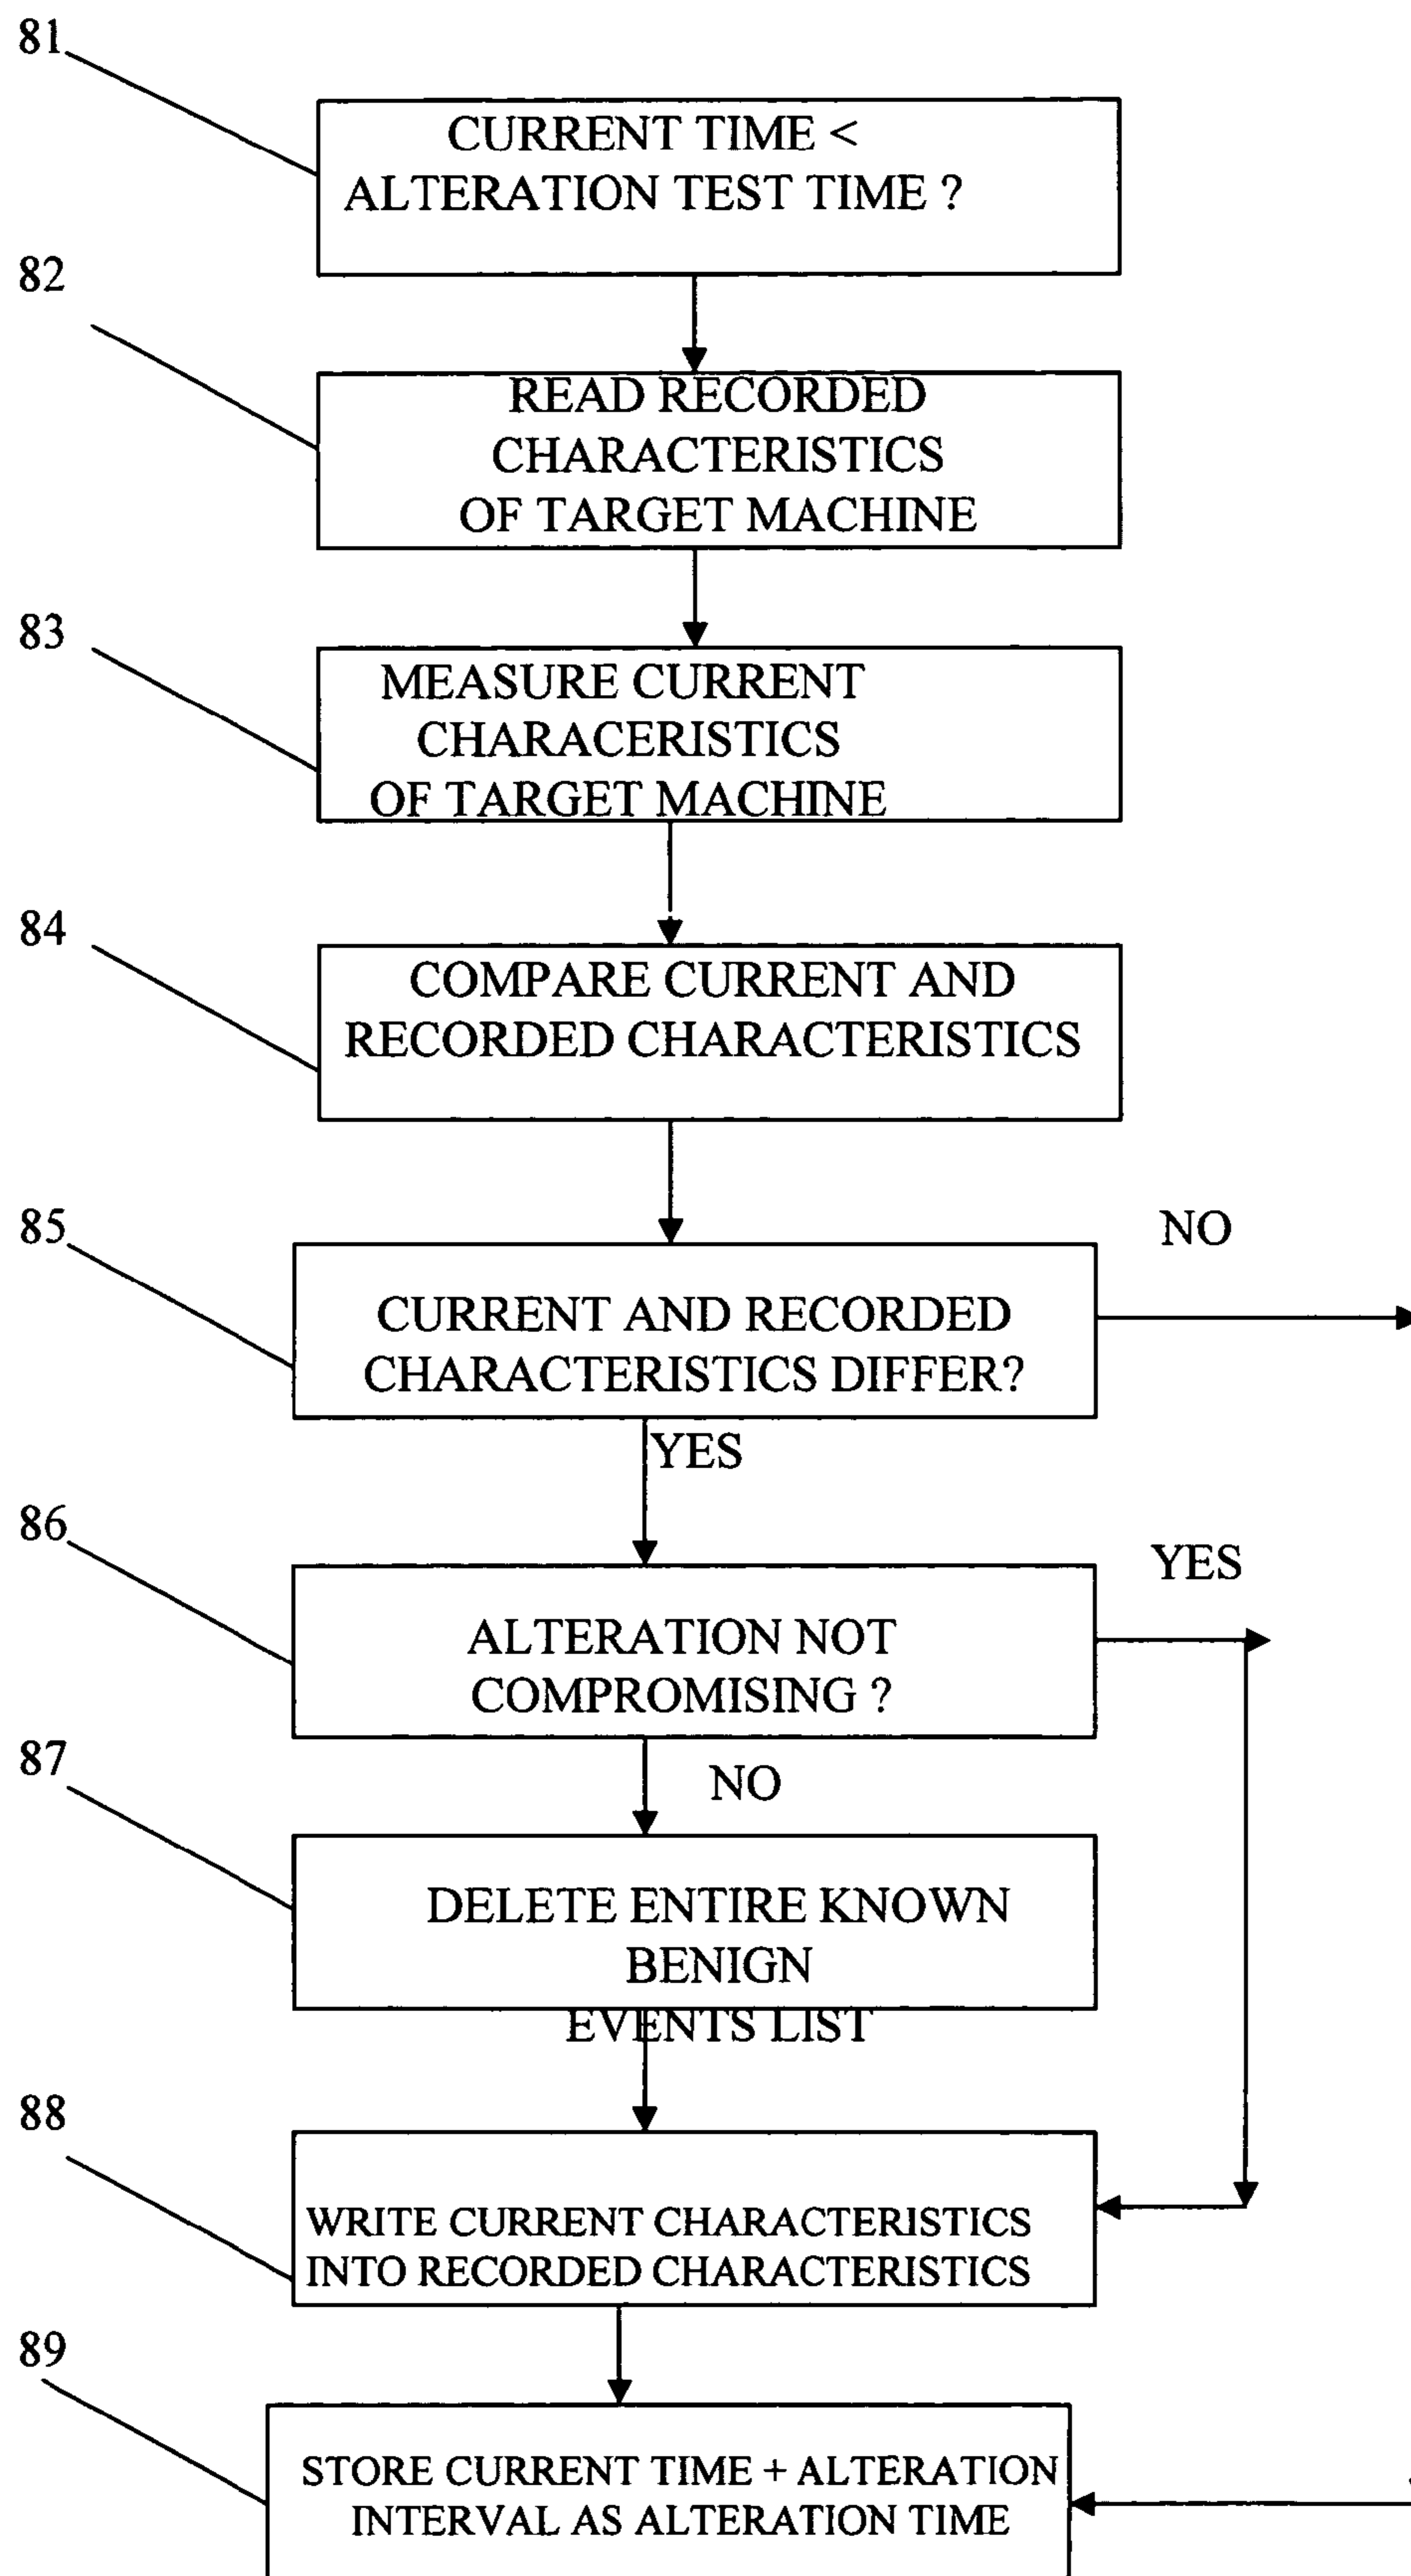 81
CURRENT TIME <
ALTERATION TEST TIME ?
82
READ RECORDED
CHARACTERISTICS
OF TARGET MACHINE
83
MEASURE CURRENT
CHARACERISTICS
OF TARGET MACHINE
84
COMPARE CURRENT AND
RECORDED CHARACTERISTICS
85
NO
CURRENT AND RECORDED
CHARACTERISTICS DIFFER?
YES
86
YES
ALTERATION NOT
COMPROMISING ?
87
NO
DELETE ENTIRE KNOWN
BENIGN
EVENTS LIST
88
WRITE CURRENT CHARACTERISTICS
INTO RECORDED CHARACTERISTICS
89
STORE CURRENT TIME + ALTERATION
INTERVAL AS ALTERATION TIME